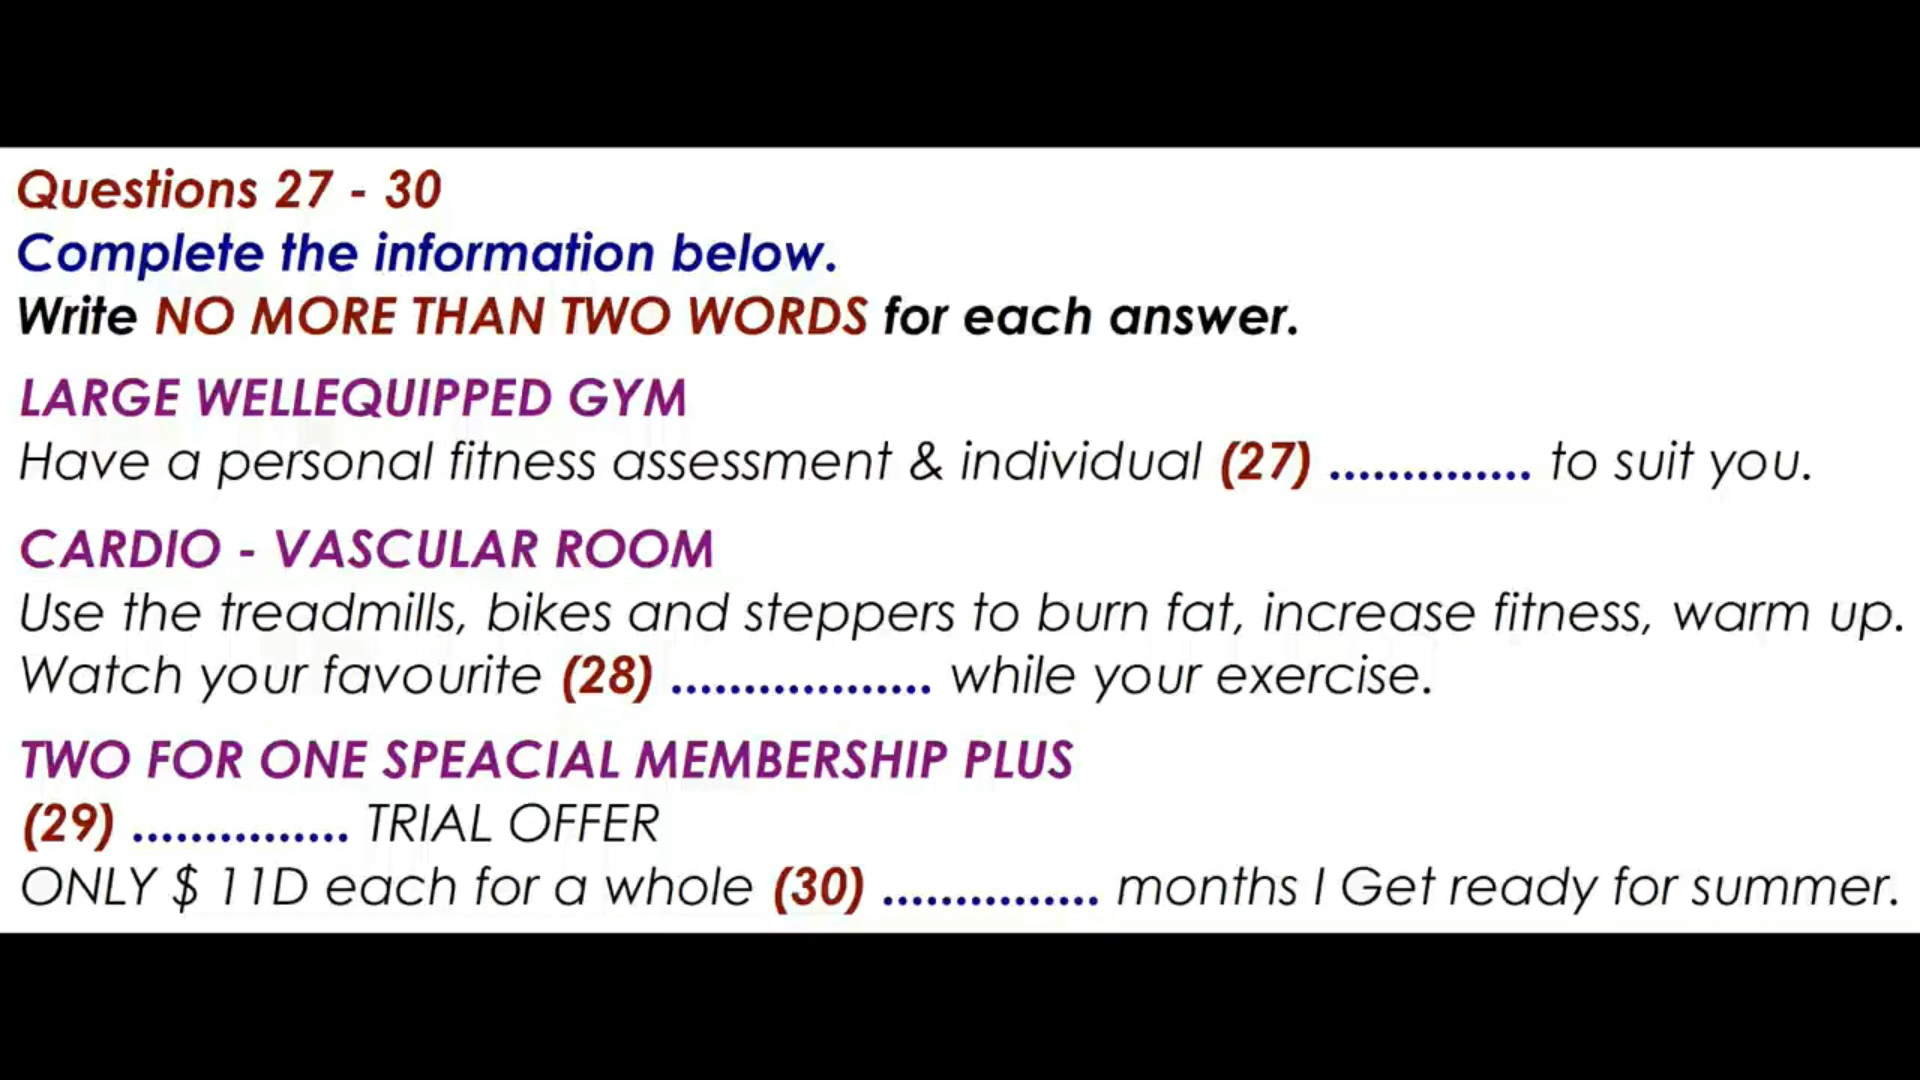 Questions 27 - 30
Complete the information below.
Write NO MORE THAN TWO WORDS for each answer.
LARGE WELLEQUIPPED GYM
Have a personal fitness assessment & individual (27) .............. to suit you.
CARDIO - VASCULAR ROOM
Use the treadmills, bikes and steppers to burn fat, increase fitness, warm up.
Watch your favourite (28) .................. while your exercise.
TWO FOR ONE SPEACIAL MEMBERSHIP PLUS
(29) ............... TRIAL OFFER
ONLY $ 11D each for a whole (30) ............... months I Get ready for summer.